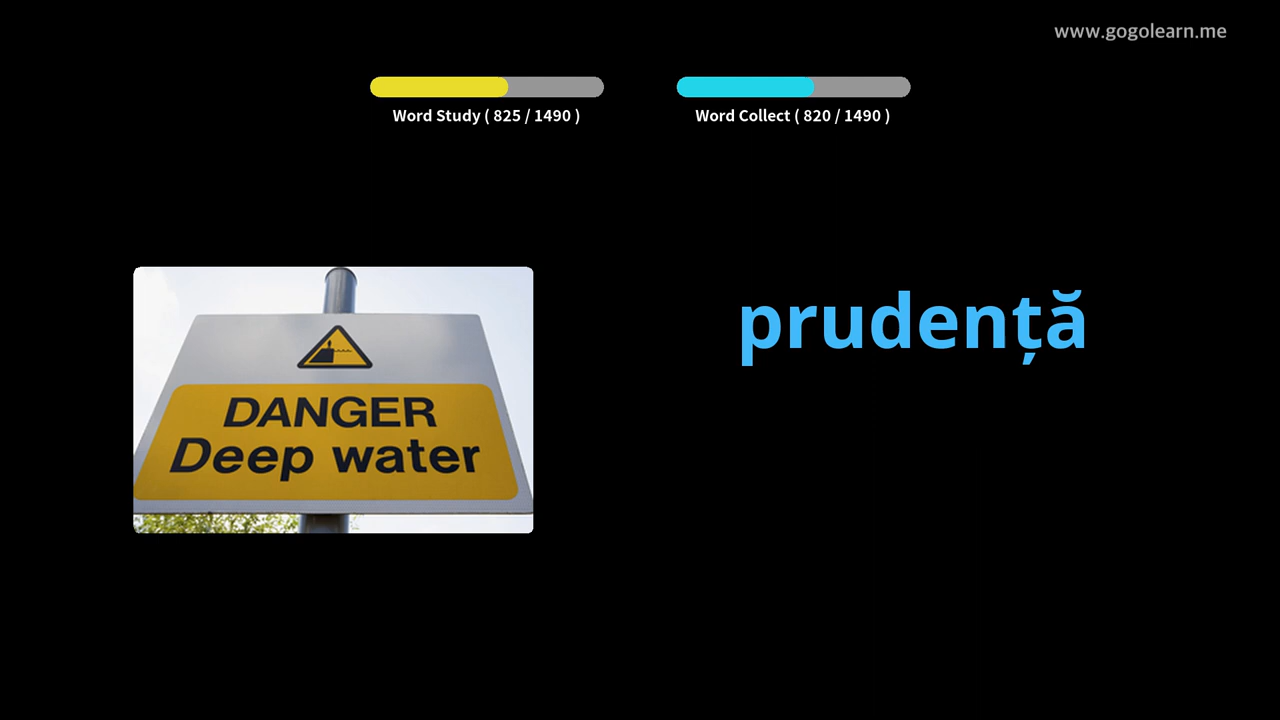 www.gogolearn.me
Word Study ( 825 / 1490 )
Word Collect ( 820 / 1490 )
prudență
DANGER
Deep water